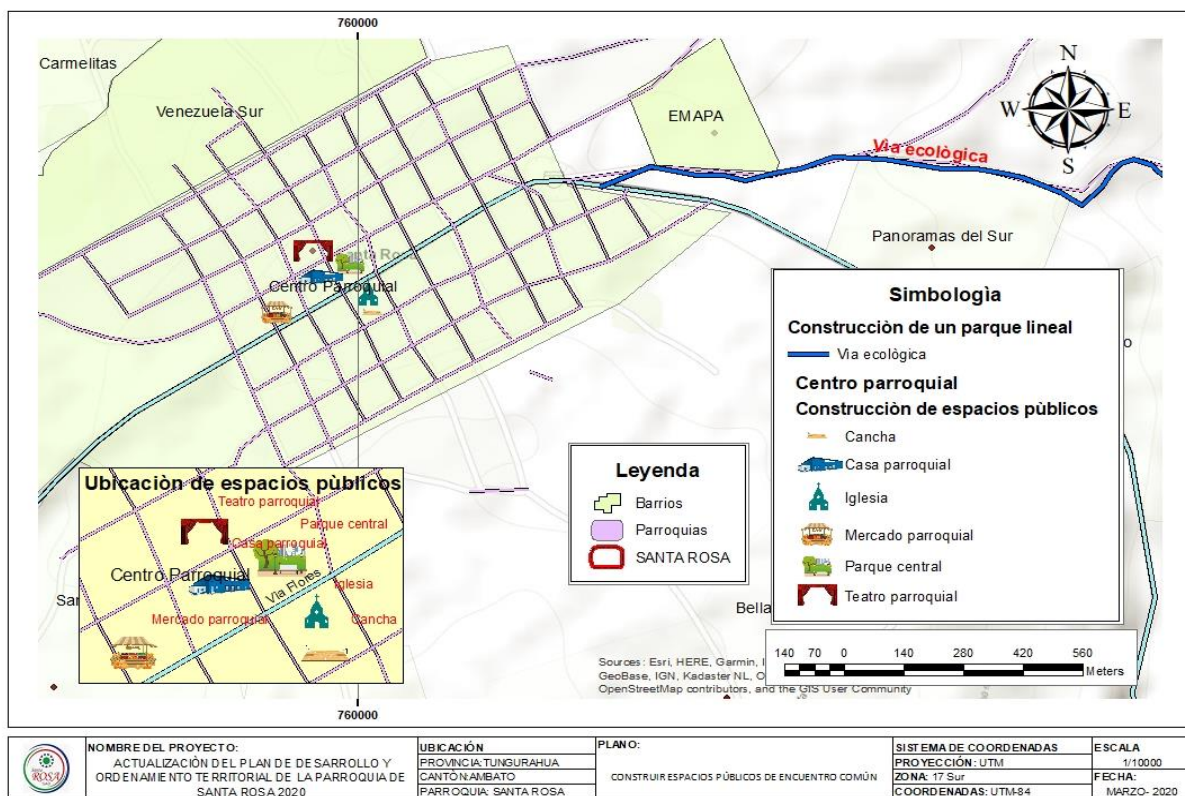 760000
Carmelitas
Venezuela Sur
EMAPA
Vìa ecològica
N
W E
S
Panoramas del Sur
Santa Rosa
Centro Parroquial
Simbologìa
Construcciòn de un parque lineal
Vìa ecològica
Centro parroquial
Construcciòn de espacios pùblicos
Cancha
Casa parroquial
Iglesia
Mercado parroquial
Parque central
Teatro parroquial
Leyenda
Barrios
Parroquias
SANTA ROSA
Ubicaciòn de espacios pùblicos
Teatro parroquial
Parque central
Casa parroquial
Centro Parroquial
Vìa Flores
Iglesia
Mercado parroquial
Cancha
Bella
140 70 0 140 280 420 560
Meters
Sources: Esri, HERE, Garmin,
GeoBase, IGN, Kadaster NL,
OpenStreetMap contributors, and the GIS User Community
760000
ROSA
NOMBRE DEL PROYECTO:
ACTUALIZACIÓN DEL PLAN DE DESARROLLO Y
ORDENAMIENTO TERRITORIAL DE LA PARROQUIA DE
SANTA ROSA 2020
UBICACIÓN
PROVINCIA:TUNGURAHUA
CANTÓN:AMBATO
PARROQUIA: SANTA ROSA
PLANO:
CONSTRUIR ESPACIOS PÚBLICOS DE ENCUENTRO COMÚN
SISTEMA DE COORDENADAS
PROYECCIÓN: UTM
ZONA: 17 Sur
COORDENADAS: UTM-84
ESCALA
1/10000
FECHA:
MARZO- 2020